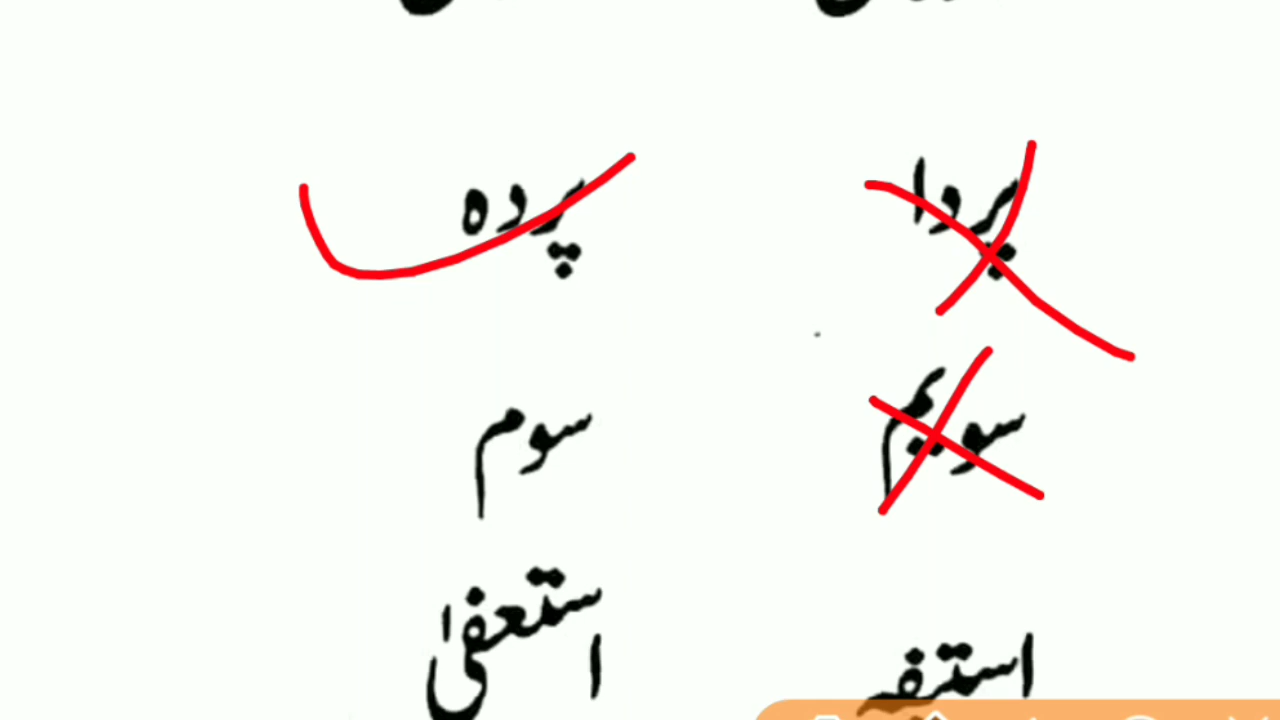 پردا پردہ
سویم سوم
استعفیٰ